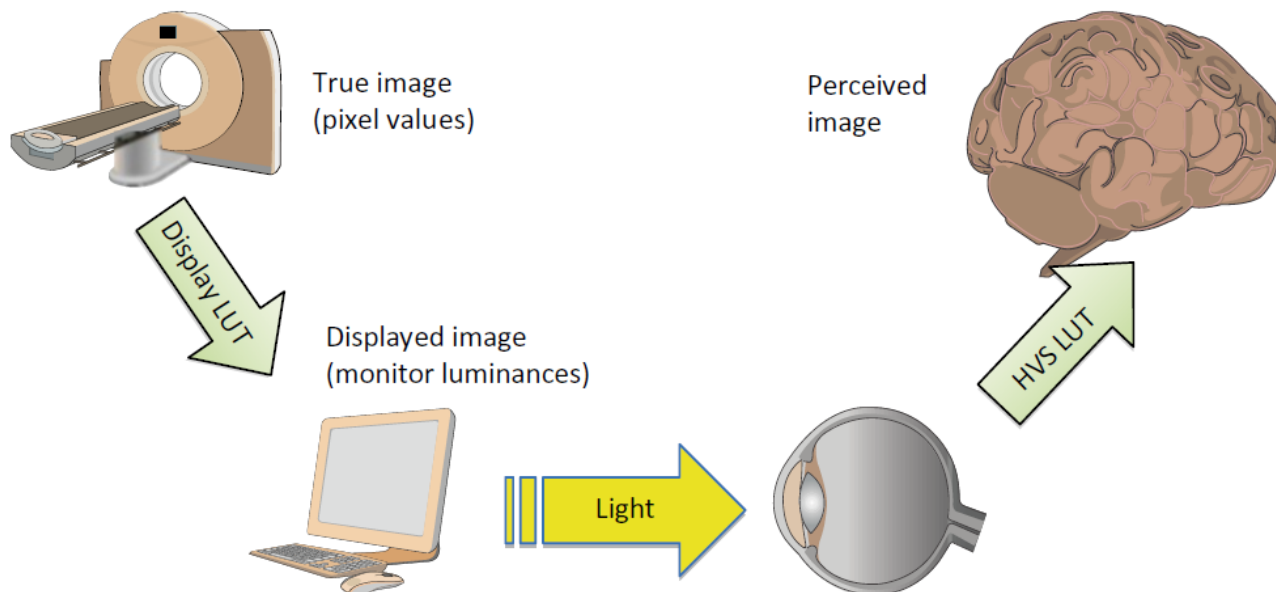 True image
(pixel values)
Display LUT
Displayed image
(monitor luminances)
Light
HVS LUT
Perceived
image